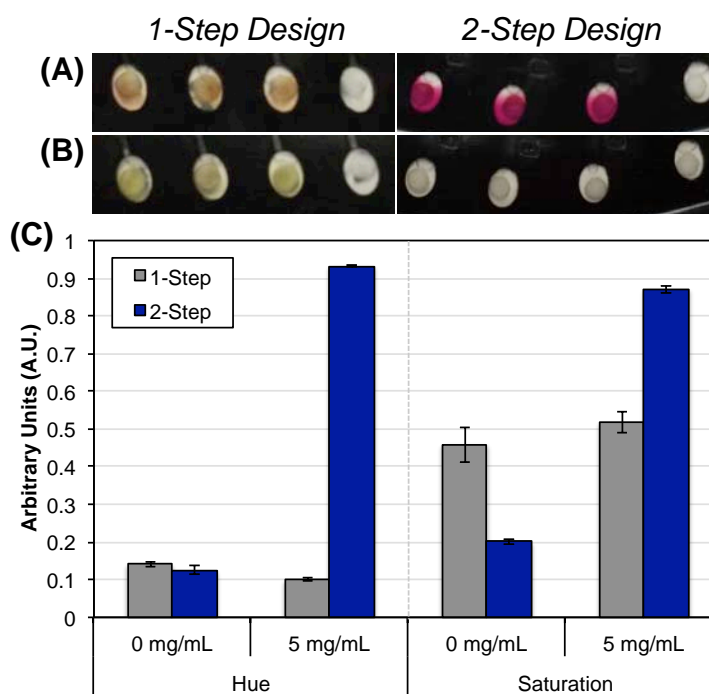 1-Step Design 2-Step Design
(A)
(B)
(C)
1
0.9
0.8
0.7
0.6
0.5
0.4
0.3
0.2
0.1
0
Arbitrary Units (A.U.)
1-Step
2-Step
0 mg/mL 5 mg/mL 0 mg/mL 5 mg/mL
Hue Saturation